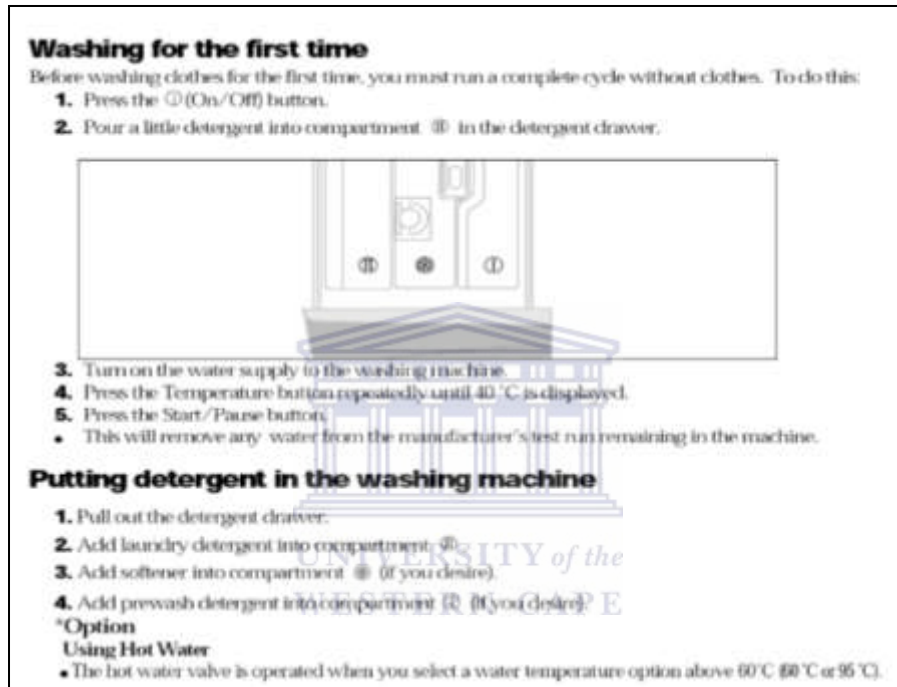 Washing for the first time
Before washing clothes for the first time, you must run a complete cycle without clothes. To do this:
1. Press the Ⓘ (On/Off) button.
2. Pour a little detergent into compartment Ⅱ in the detergent drawer.
Ⅱ ❀ Ⓘ
3. Turn on the water supply to the washing machine.
4. Press the Temperature button repeatedly until 40 °C is displayed.
5. Press the Start/Pause button.
• This will remove any water from the manufacturer's test run remaining in the machine.
Putting detergent in the washing machine
1. Pull out the detergent drawer.
2. Add laundry detergent into compartment Ⅱ.
UNIVERSITY of the
3. Add softener into compartment ❀ (if you desire).
4. Add prewash detergent into compartment (if you desire).
WESTERN CAPE
*Option
Using Hot Water
• The hot water valve is operated when you select a water temperature option above 60°C (60 °C or 95 °C).